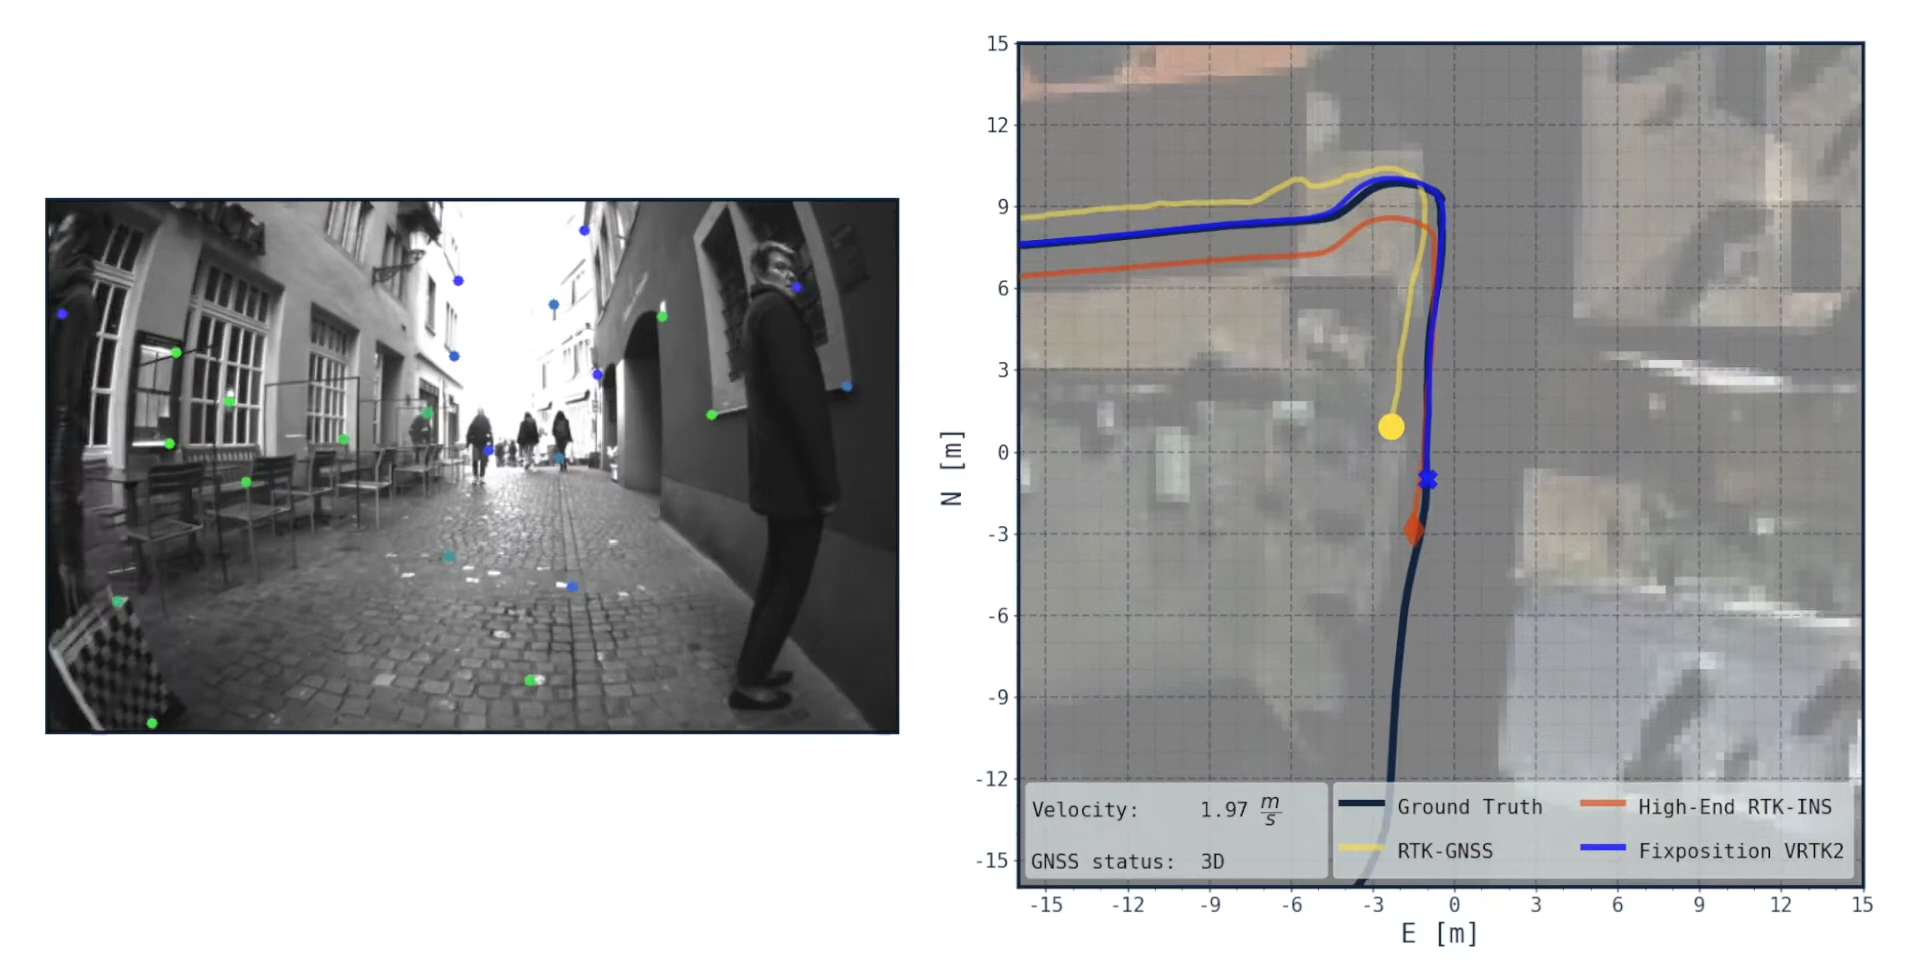 15
12
9
6
3
0
-3
-6
-9
-12
-15
N [m]
Velocity: 1.97 m/s
GNSS status: 3D
Ground Truth
High-End RTK-INS
RTK-GNSS
Fixposition VRTK2
-15 -12 -9 -6 -3 0 3 6 9 12 15
E [m]